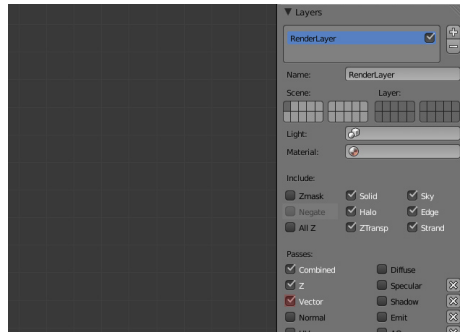 Layers
RenderLayer
Name: RenderLayer
Scene: Layer:
Light:
Material:
Include:
Zmask Solid Sky
Negate Halo Edge
All Z ZTransp Strand
Passes:
Combined Diffuse
Z Specular
Vector Shadow
Normal Emit